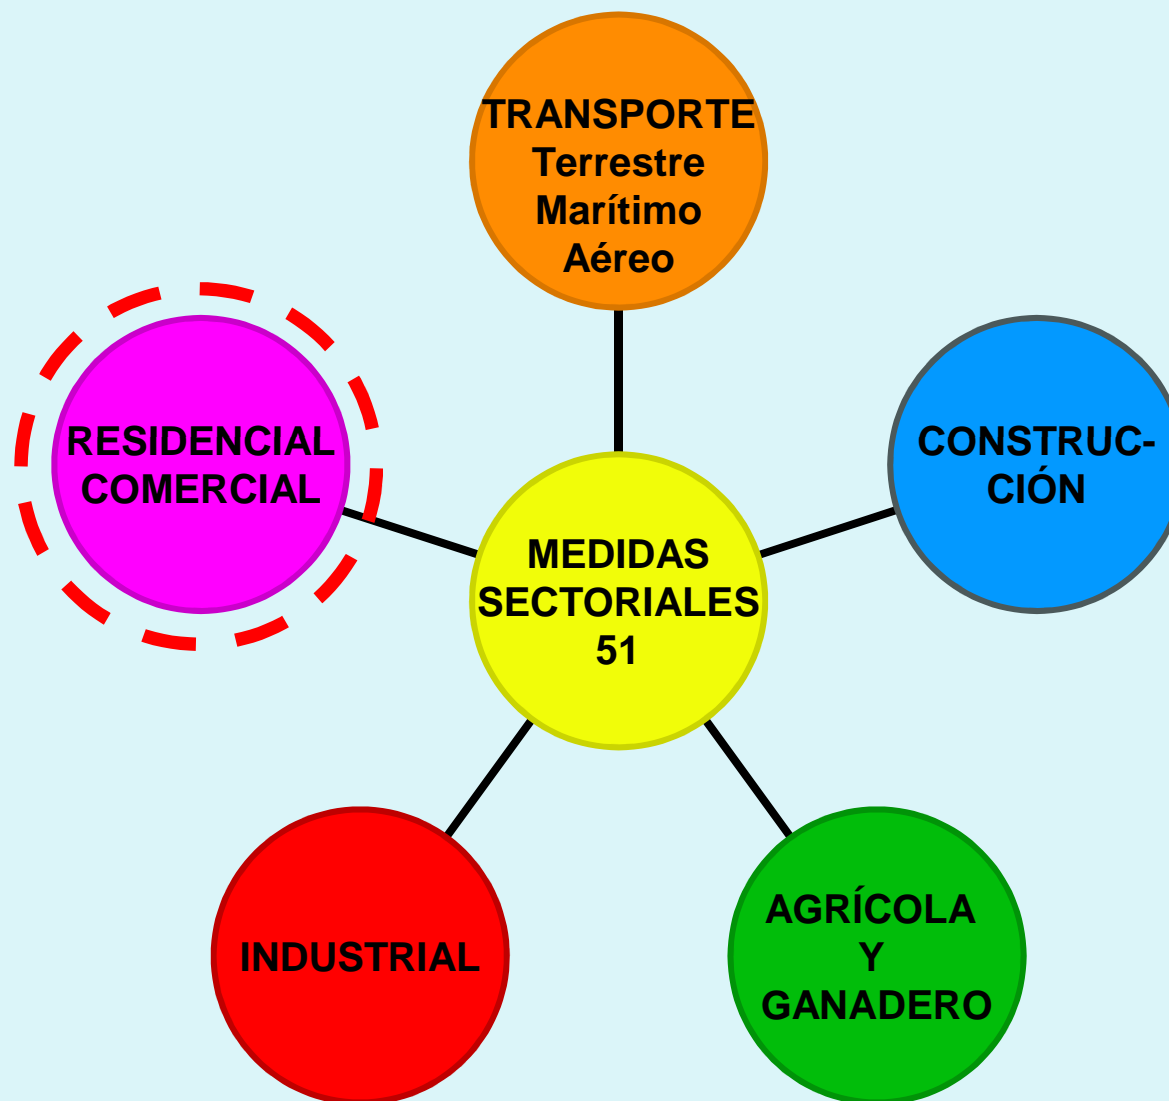 TRANSPORTE
Terrestre
Marítimo
Aéreo
RESIDENCIAL
COMERCIAL
CONSTRUC-
CIÓN
MEDIDAS
SECTORIALES
51
INDUSTRIAL
AGRÍCOLA
Y
GANADERO